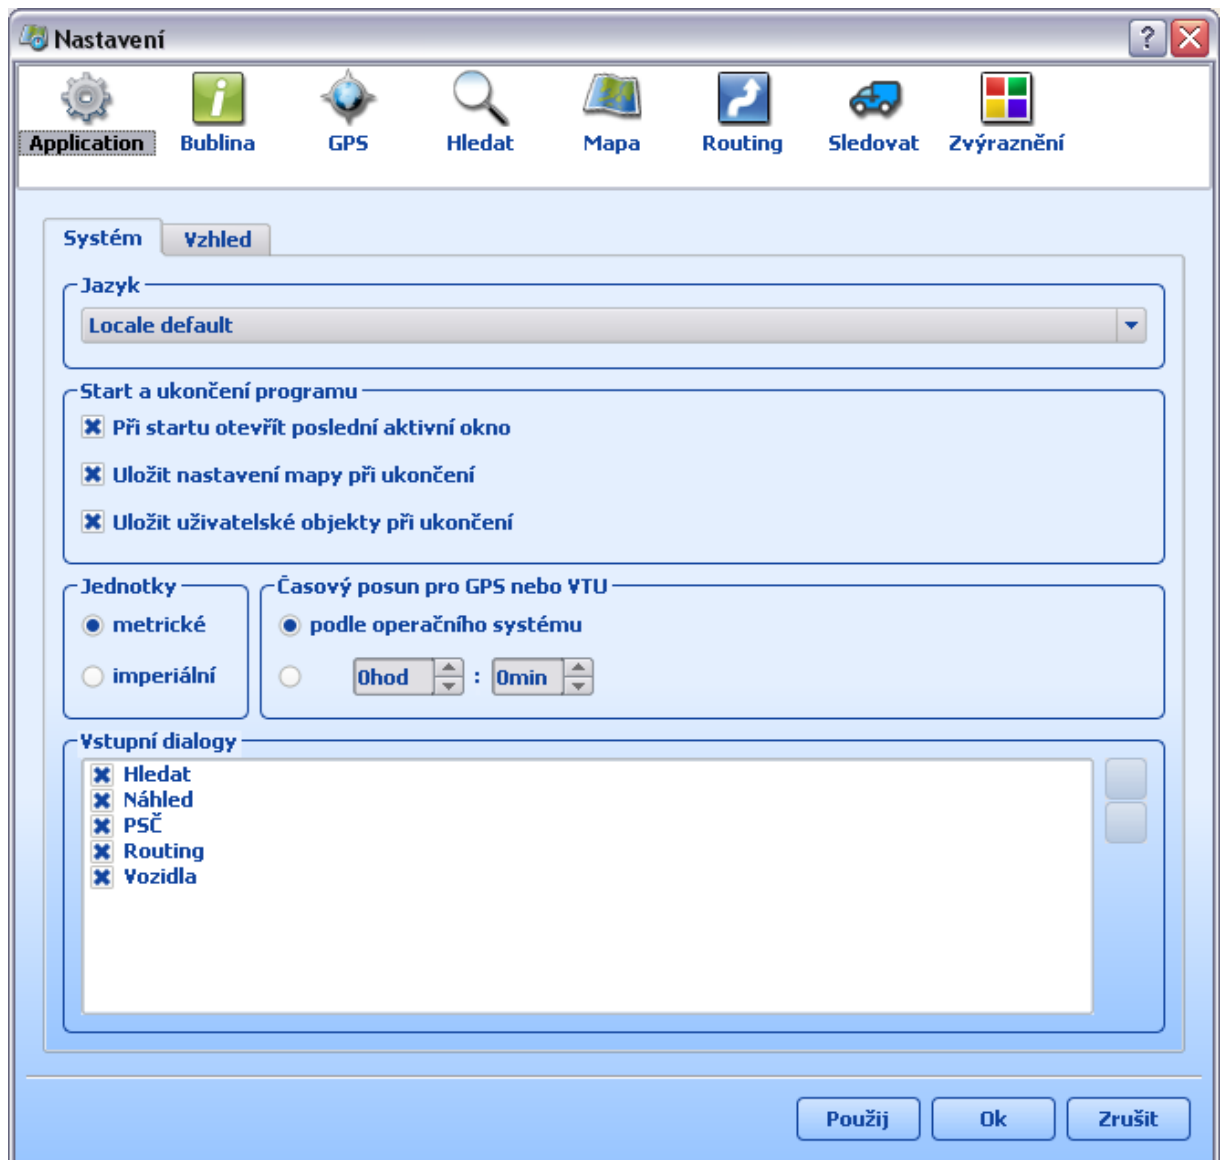 Nastavení
?
Application Bublina GPS Hledat Mapa Routing Sledovat Zvýraznění
Systém Vzhled
Jazyk
Locale default
Start a ukončení programu
Při startu otevřít poslední aktivní okno
Uložit nastavení mapy při ukončení
Uložit uživatelské objekty při ukončení
Jednotky Časový posun pro GPS nebo VTU
metrické podle operačního systému
imperiální 0hod : 0min
Vstupní dialogy
Hledat
Náhled
PSČ
Routing
Vozidla
Použij Ok Zrušit